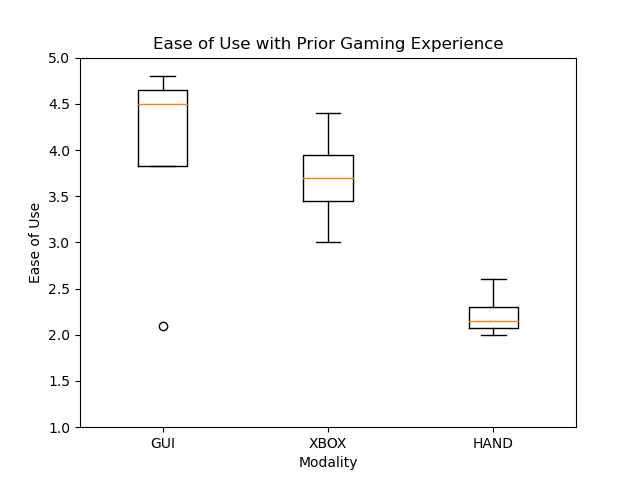 Ease of Use with Prior Gaming Experience
Ease of Use
5.0
4.5
4.0
3.5
3.0
2.5
2.0
1.5
1.0
GUI XBOX HAND
Modality